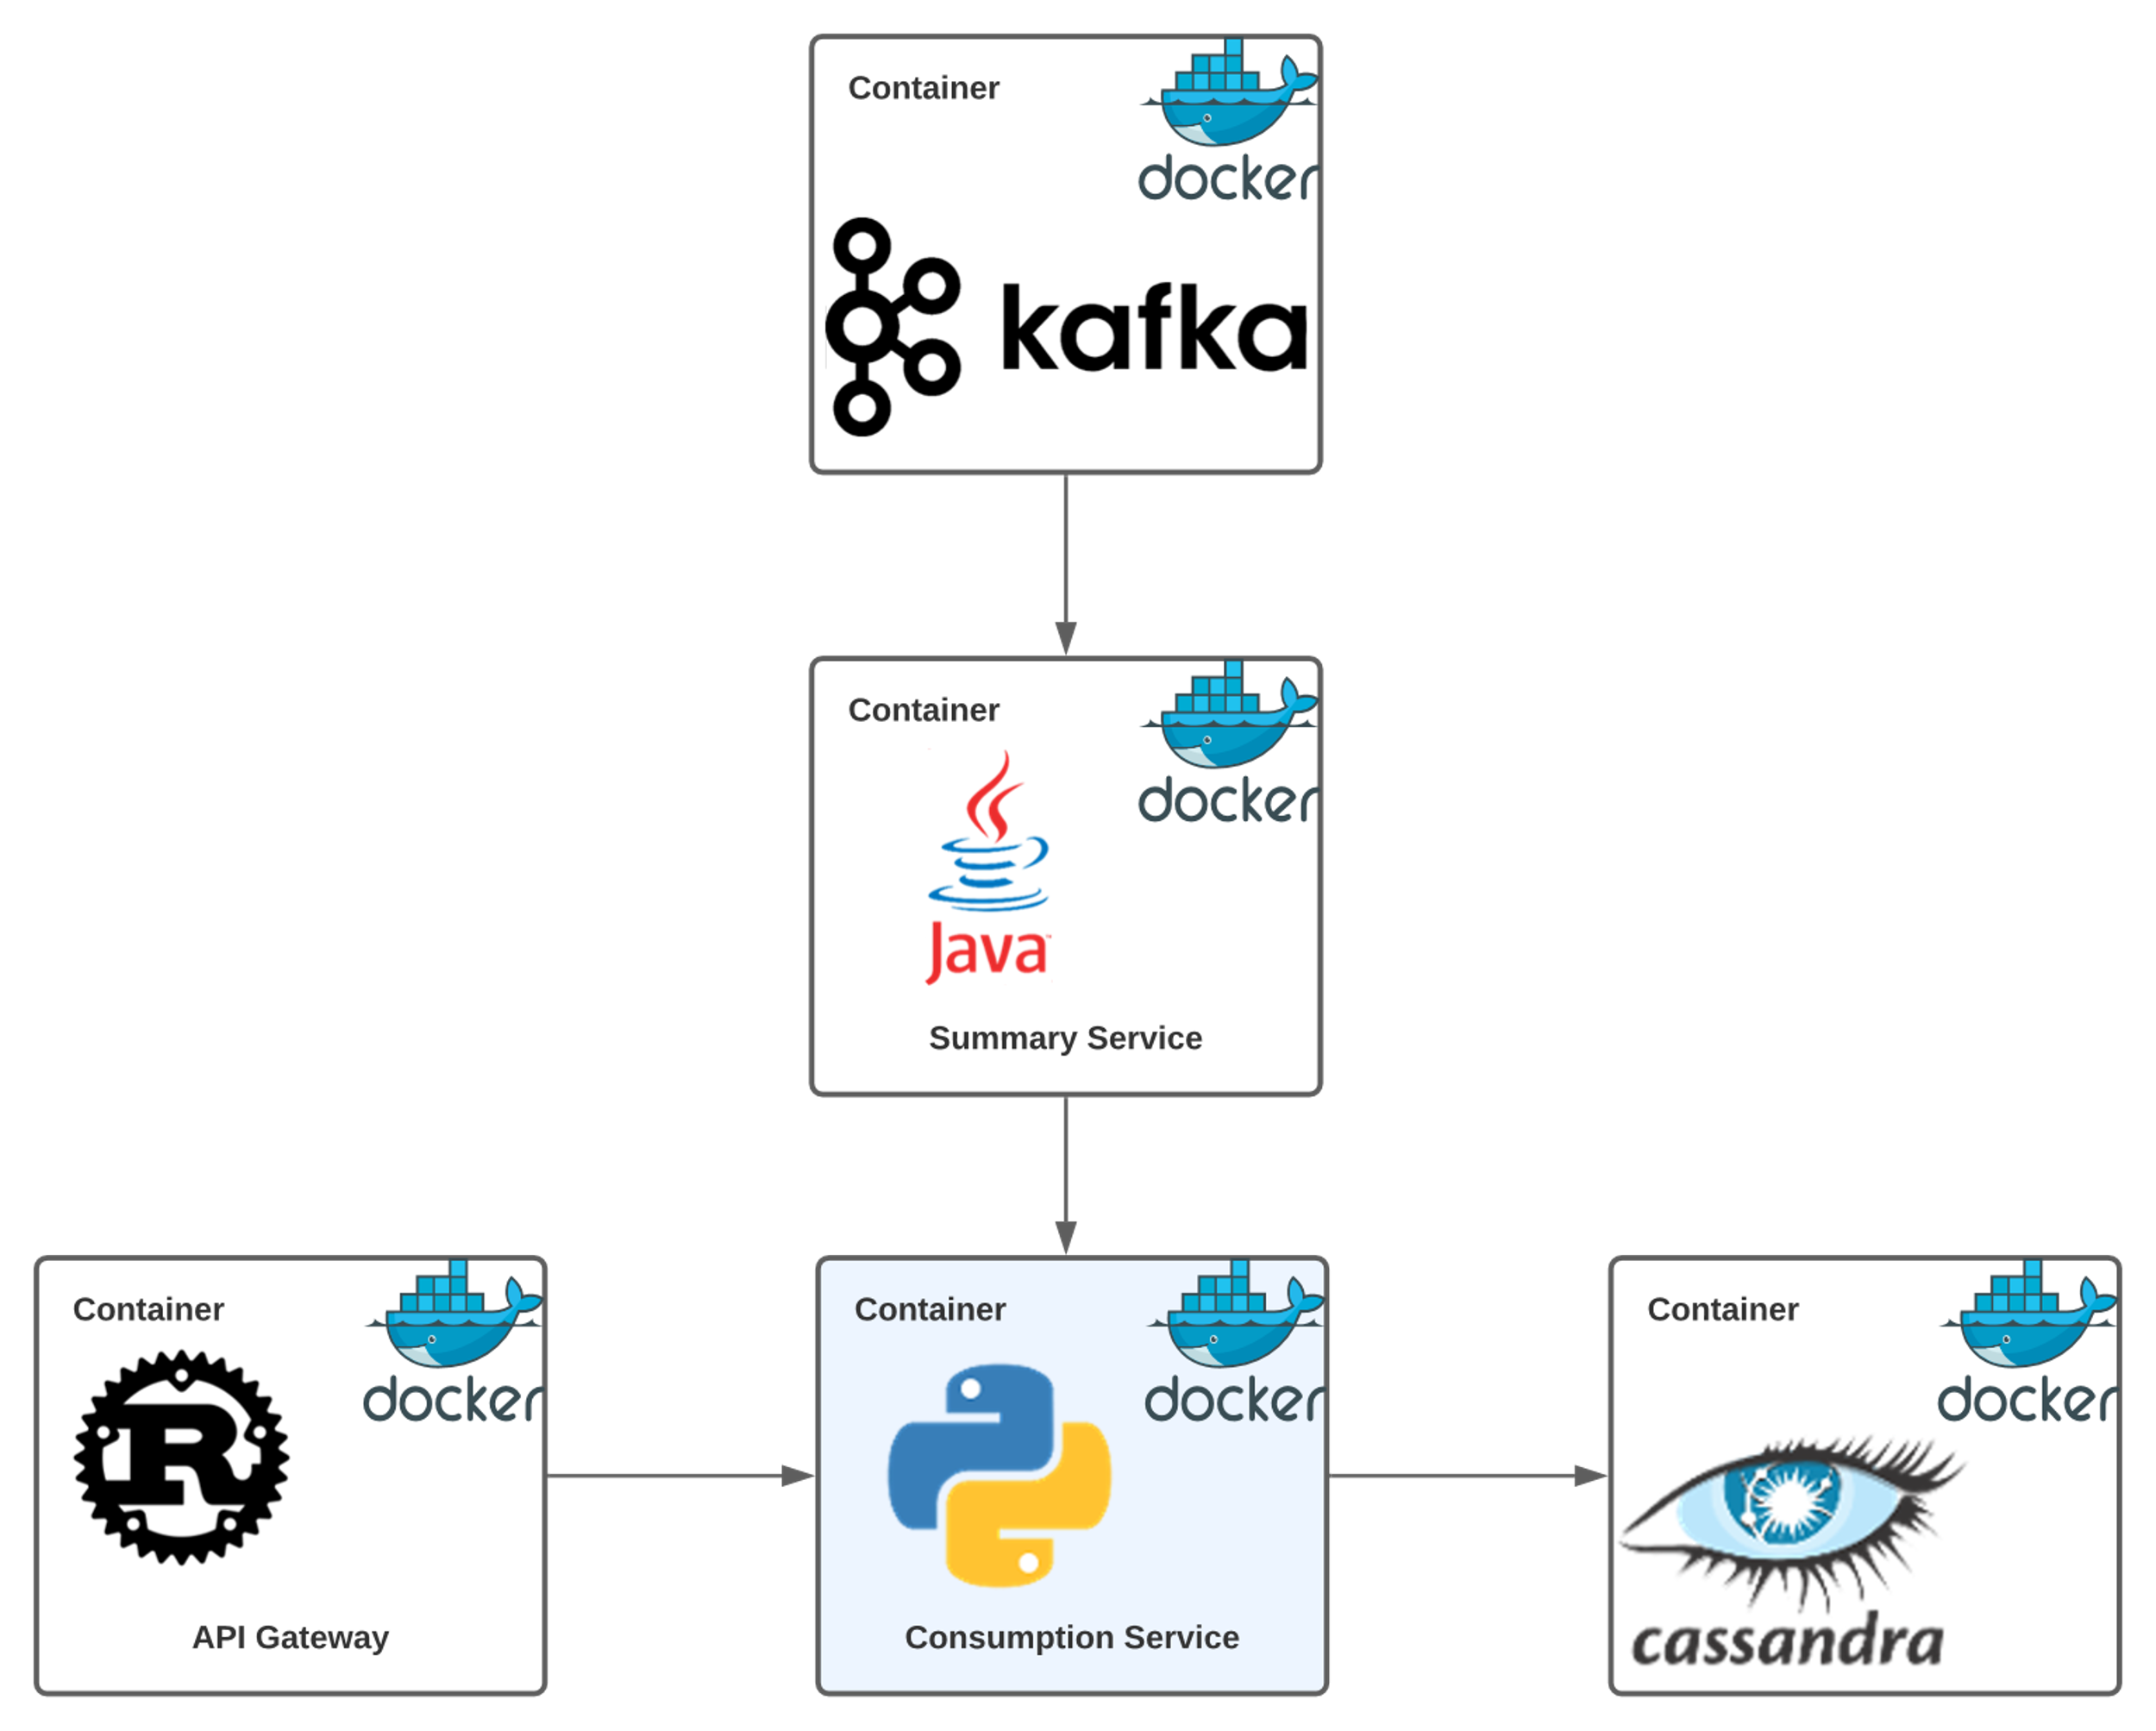 Container
docker
kafka
Container
docker
Java
Summary Service
Container
docker
R
API Gateway
Container
docker
Consumption Service
Container
docker
cassandra